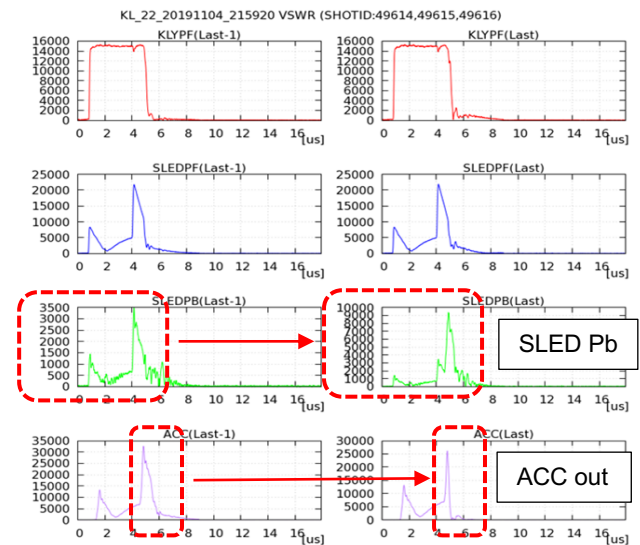 KL_22_20191104_215920 VSWR (SHOTID:49614,49615,49616)
KLYPF(Last-1)
16000
14000
12000
10000
8000
6000
4000
2000
0
0 2 4 6 8 10 12 14 16
[us]
KLYPF(Last)
16000
14000
12000
10000
8000
6000
4000
2000
0
0 2 4 6 8 10 12 14 16
[us]
SLEDPF(Last-1)
25000
20000
15000
10000
5000
0
0 2 4 6 8 10 12 14 16
[us]
SLEDPF(Last)
25000
20000
15000
10000
5000
0
0 2 4 6 8 10 12 14 16
[us]
SLEDPB(Last-1)
3500
3000
2500
2000
1500
1000
500
0
0 2 4 6 8 10 12 14 16
[us]
SLEDPB(Last)
10000
9000
8000
7000
6000
5000
4000
3000
2000
1000
0
0 2 4 6 8 10 12 14 16
[us]
SLED Pb
ACC(Last-1)
35000
30000
25000
20000
15000
10000
5000
0
0 2 4 6 8 10 12 14 16
[us]
ACC(Last)
30000
25000
20000
15000
10000
5000
0
0 2 4 6 8 10 12 14 16
[us]
ACC out